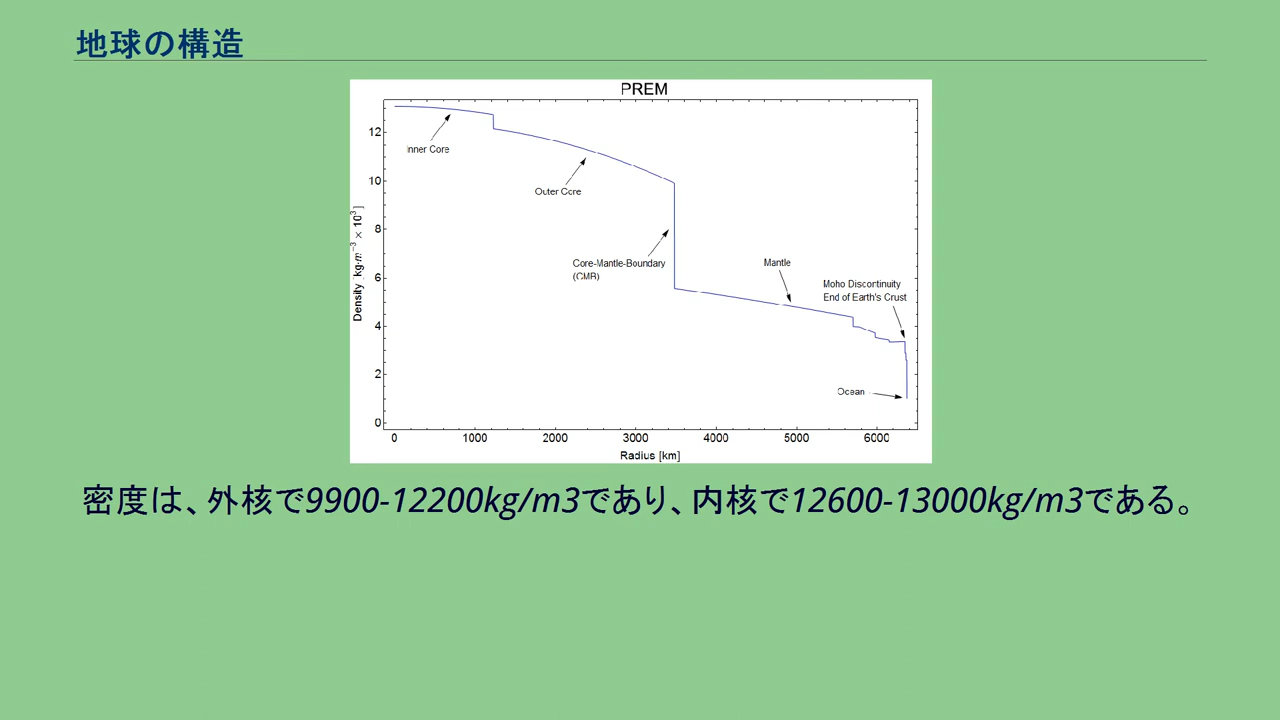 地球の構造
PREM
Inner Core
Outer Core
Core-Mantle-Boundary
(CMB)
Mantle
Moho Discortinuity
End of Earth's Crust
Ocean
Density [kg·m⁻³ × 10³]
12
10
8
6
4
2
0
0 1000 2000 3000 4000 5000 6000
Radius [km]
密度は、外核で9900-12200kg/m3であり、内核で12600-13000kg/m3である。